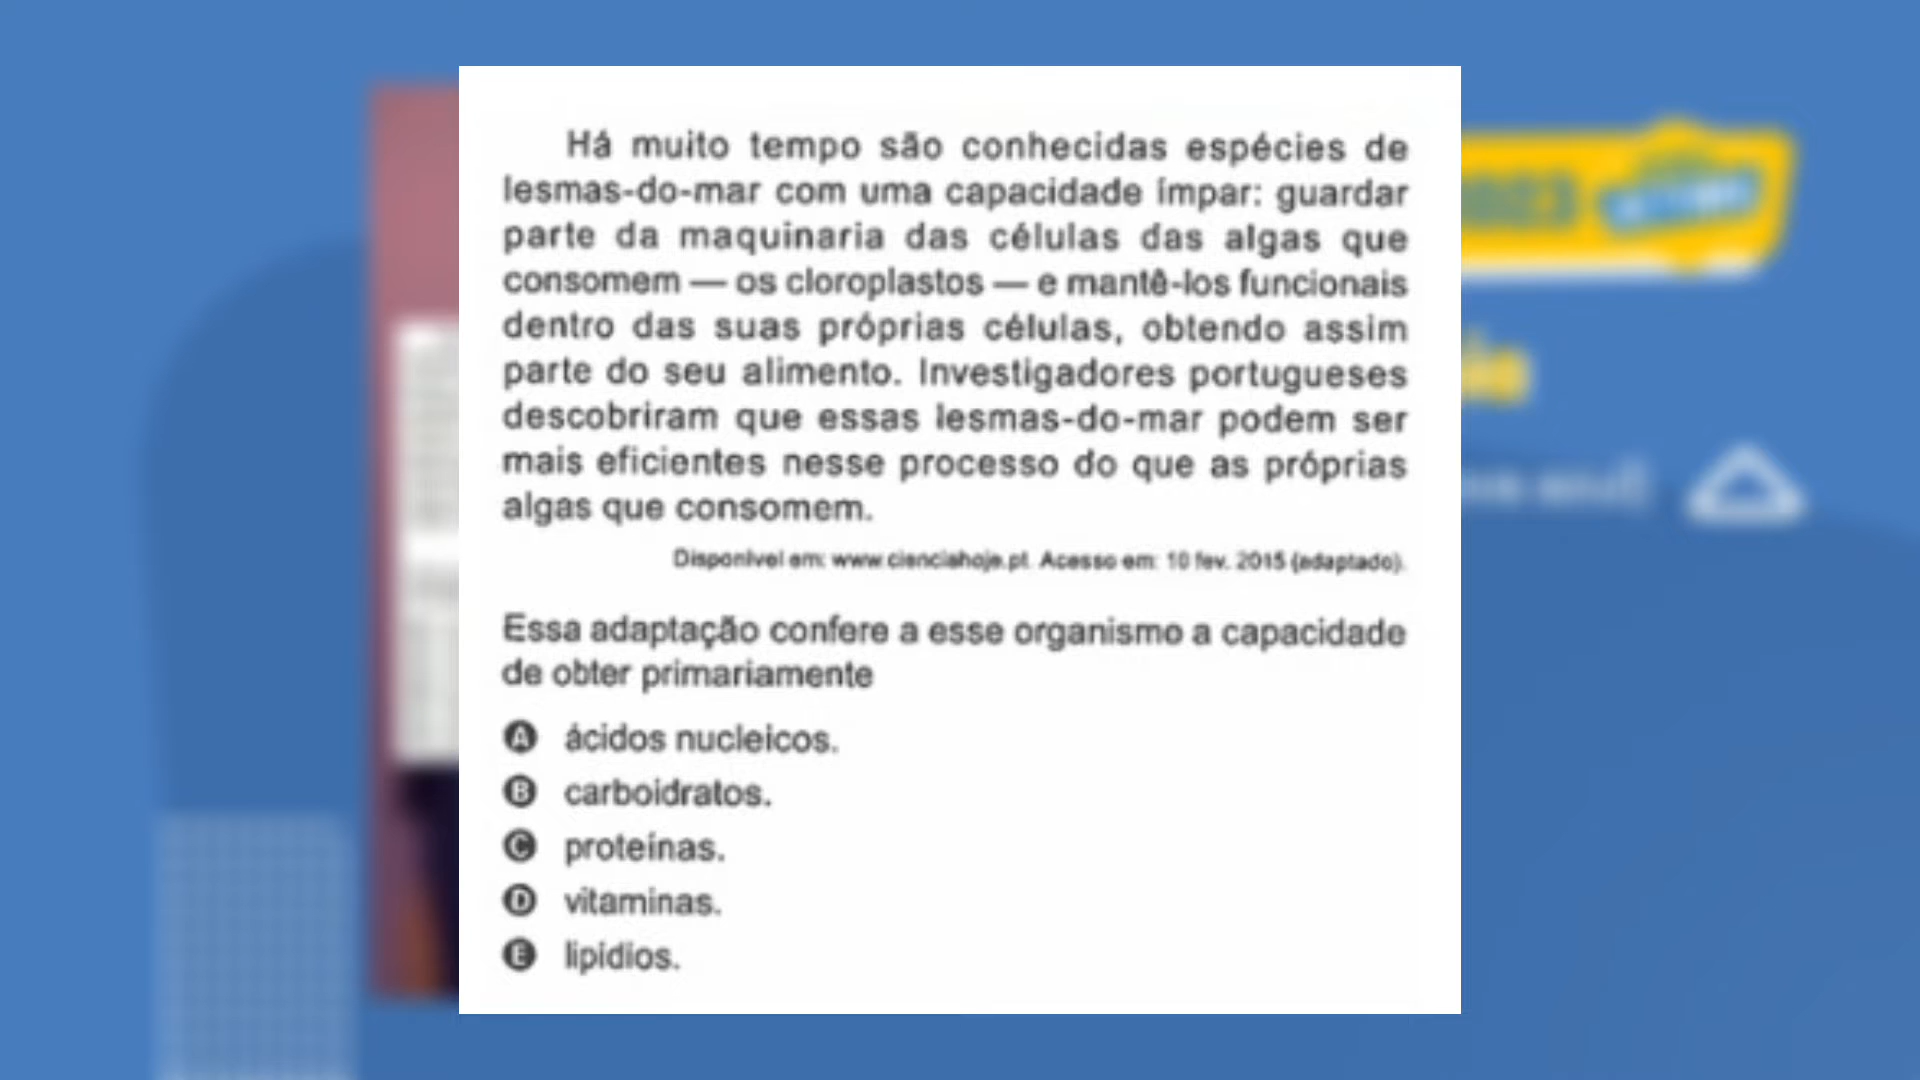 Há muito tempo são conhecidas espécies de
lesmas-do-mar com uma capacidade ímpar: guardar
parte da maquinaria das células das algas que
consomem — os cloroplastos — e mantê-los funcionais
dentro das suas próprias células, obtendo assim
parte do seu alimento. Investigadores portugueses
descobriram que essas lesmas-do-mar podem ser
mais eficientes nesse processo do que as próprias
algas que consomem.
Disponível em: www.cienciahoje.pt. Acesso em: 10 fev. 2015 (adaptado).
Essa adaptação confere a esse organismo a capacidade
de obter primariamente
A ácidos nucleicos.
B carboidratos.
C proteínas.
D vitaminas.
E lipídios.